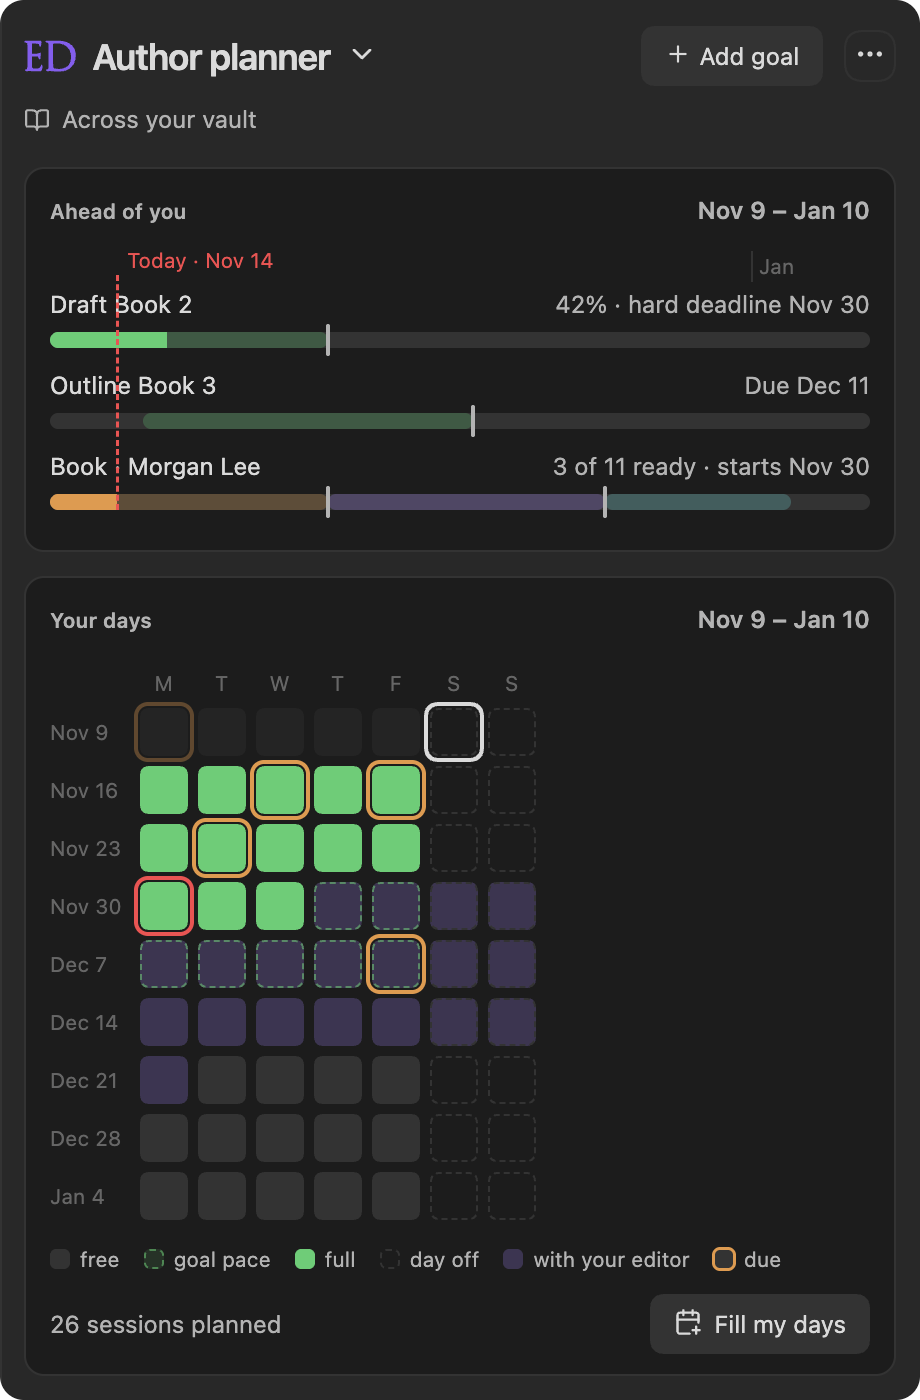 ED Author planner
+ Add goal
Across your vault
Ahead of you
Nov 9 – Jan 10
Today · Nov 14
Jan
Draft Book 2
42% · hard deadline Nov 30
Outline Book 3
Due Dec 11
Book Morgan Lee
3 of 11 ready · starts Nov 30
Your days
Nov 9 – Jan 10
M T W T F S S
Nov 9
Nov 16
Nov 23
Nov 30
Dec 7
Dec 14
Dec 21
Dec 28
Jan 4
free goal pace full day off with your editor due
26 sessions planned
Fill my days